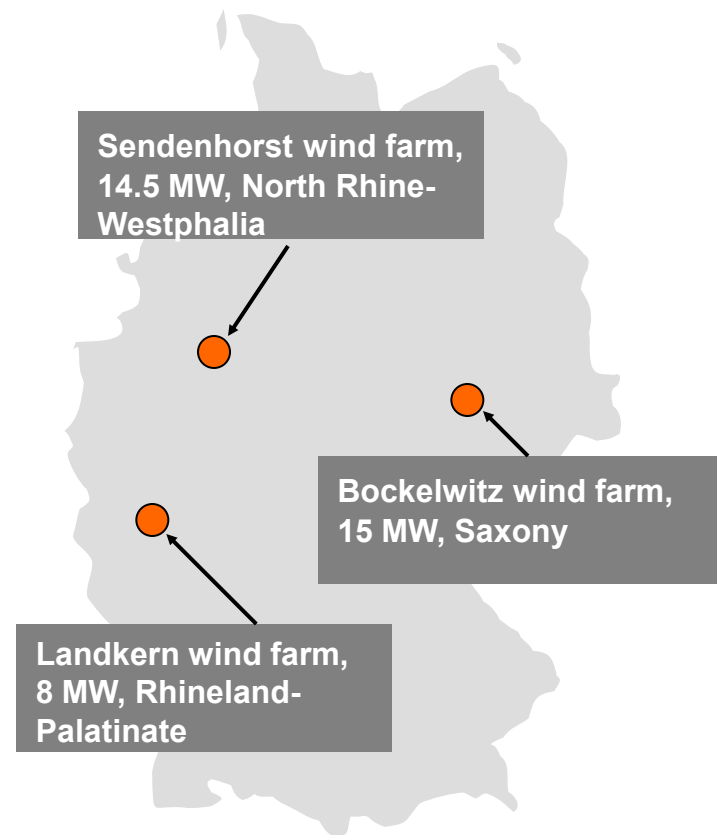 Sendenhorst wind farm,
14.5 MW, North Rhine-
Westphalia
Bockelwitz wind farm,
15 MW, Saxony
Landkern wind farm,
8 MW, Rhineland-
Palatinate